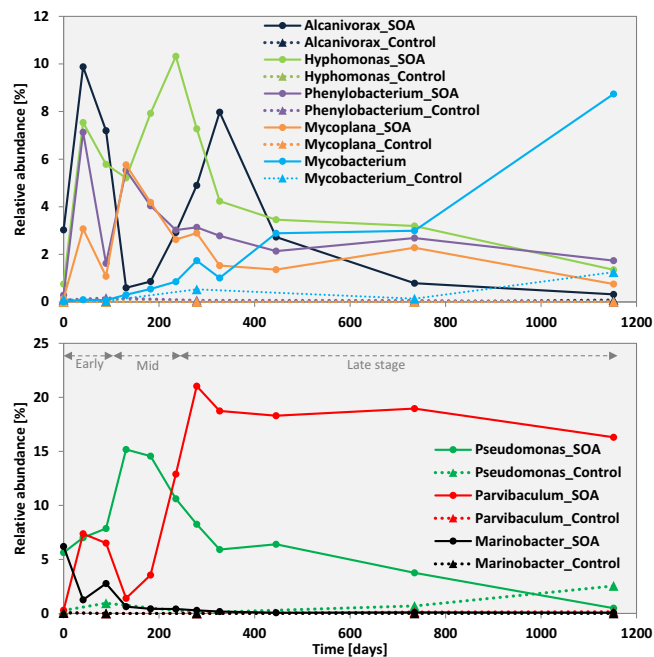 12
10
8
6
4
2
0
Relative abundance [%]
Alcanivorax_SOA
Alcanivorax_Control
Hyphomonas_SOA
Hyphomonas_Control
Phenylobacterium_SOA
Phenylobacterium_Control
Mycoplana_SOA
Mycoplana_Control
Mycobacterium
Mycobacterium_Control
0 200 400 600 800 1000 1200
25
20
15
10
5
0
Relative abundance [%]
Early Mid Late stage
Pseudomonas_SOA
Pseudomonas_Control
Parvibaculum_SOA
Parvibaculum_Control
Marinobacter_SOA
Marinobacter_Control
0 200 400 600 800 1000 1200
Time [days]